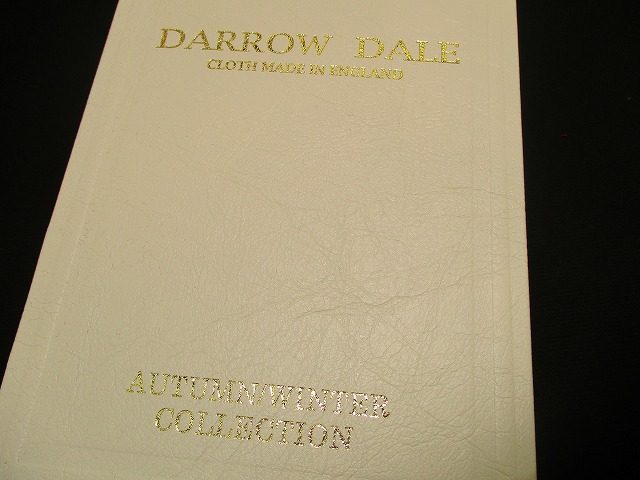 DARROW DALE
CLOTH MADE IN ENGLAND
AUTUMN/WINTER
COLLECTION